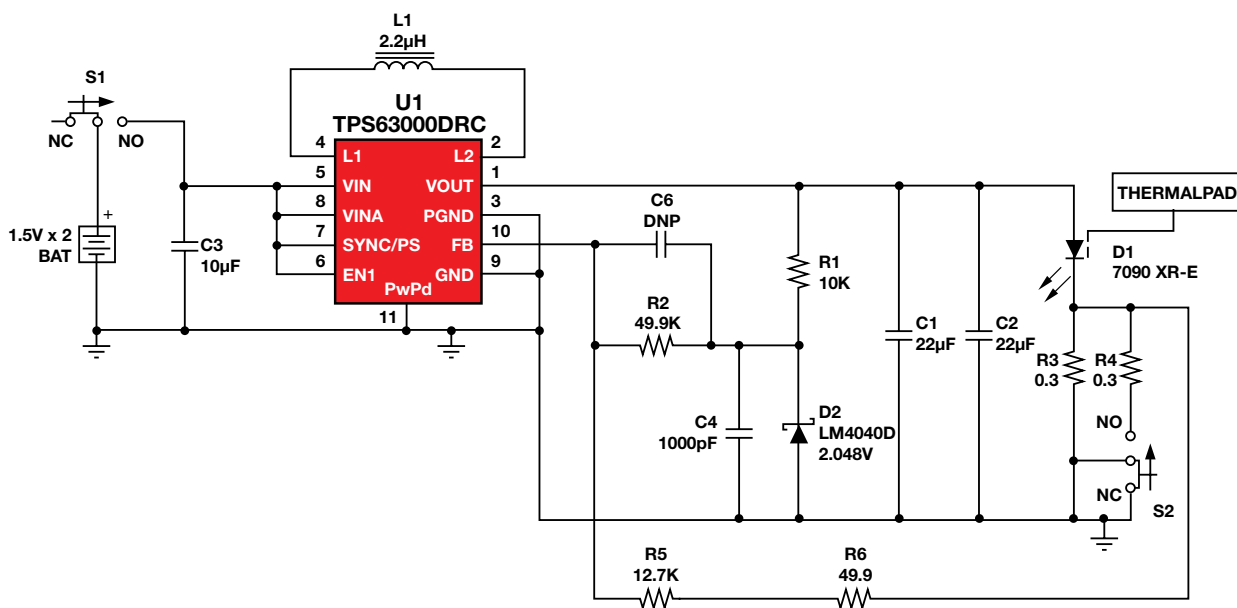 L1
2.2µH
S1
NC
NO
U1
TPS63000DRC
4
L1
L2
2
5
VIN
VOUT
1
8
VINA
PGND
3
7
SYNC/PS
FB
10
6
EN1
GND
9
PwPd
11
+
1.5V x 2
BAT
C3
10µF
C6
DNP
R2
49.9K
R1
10K
C4
1000pF
D2
LM4040D
2.048V
C1
22µF
C2
22µF
THERMALPAD
D1
7090 XR-E
R3
0.3
R4
0.3
NO
NC
S2
R5
12.7K
R6
49.9